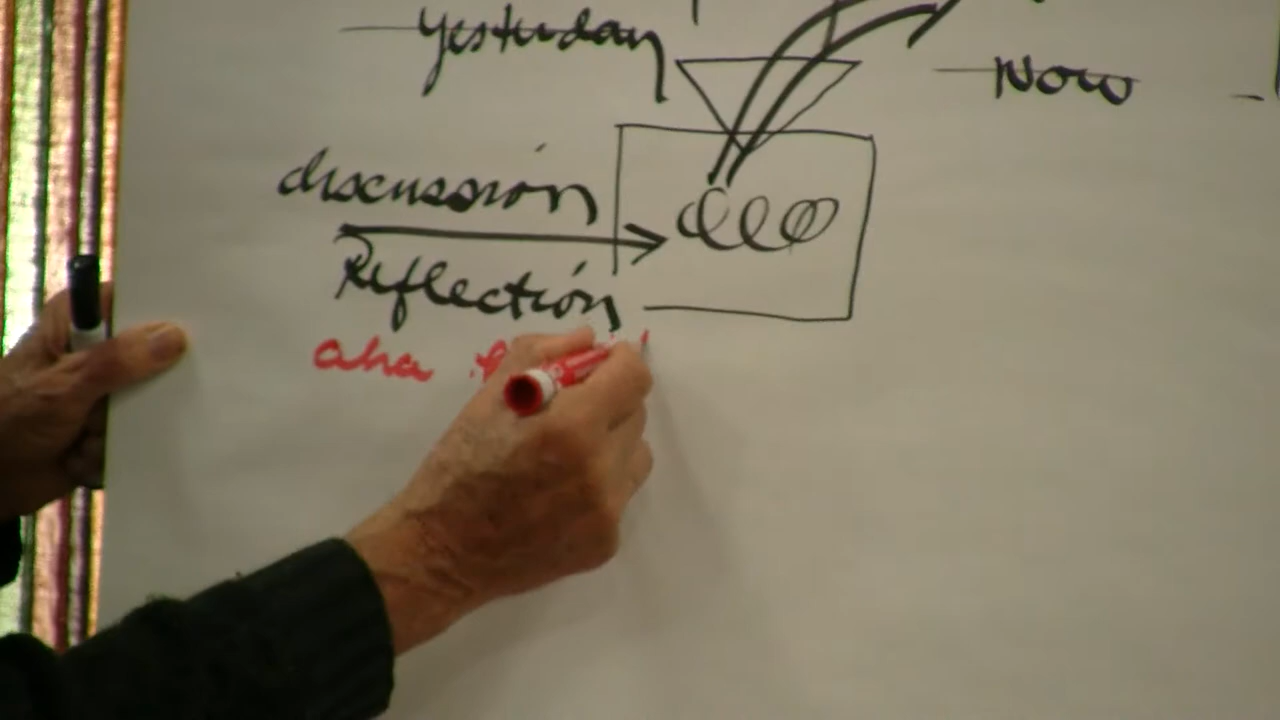 yesterday
Now
discussion
Reflection
aha